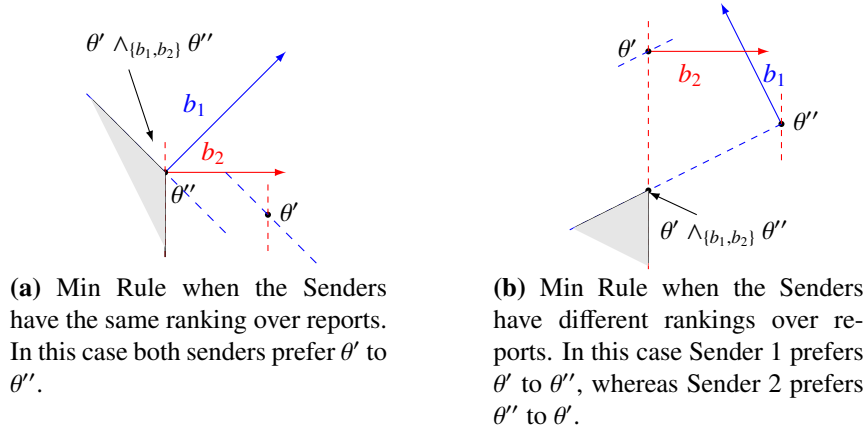 θ′ ∧{b₁,b₂} θ′′
b₁
b₂
θ′′
θ′
(a) Min Rule when the Senders
have the same ranking over reports.
In this case both senders prefer θ′ to
θ′′.
θ′
b₂
b₁
θ′′
θ′ ∧{b₁,b₂} θ′′
(b) Min Rule when the Senders
have different rankings over re-
ports. In this case Sender 1 prefers
θ′ to θ′′, whereas Sender 2 prefers
θ′′ to θ′.